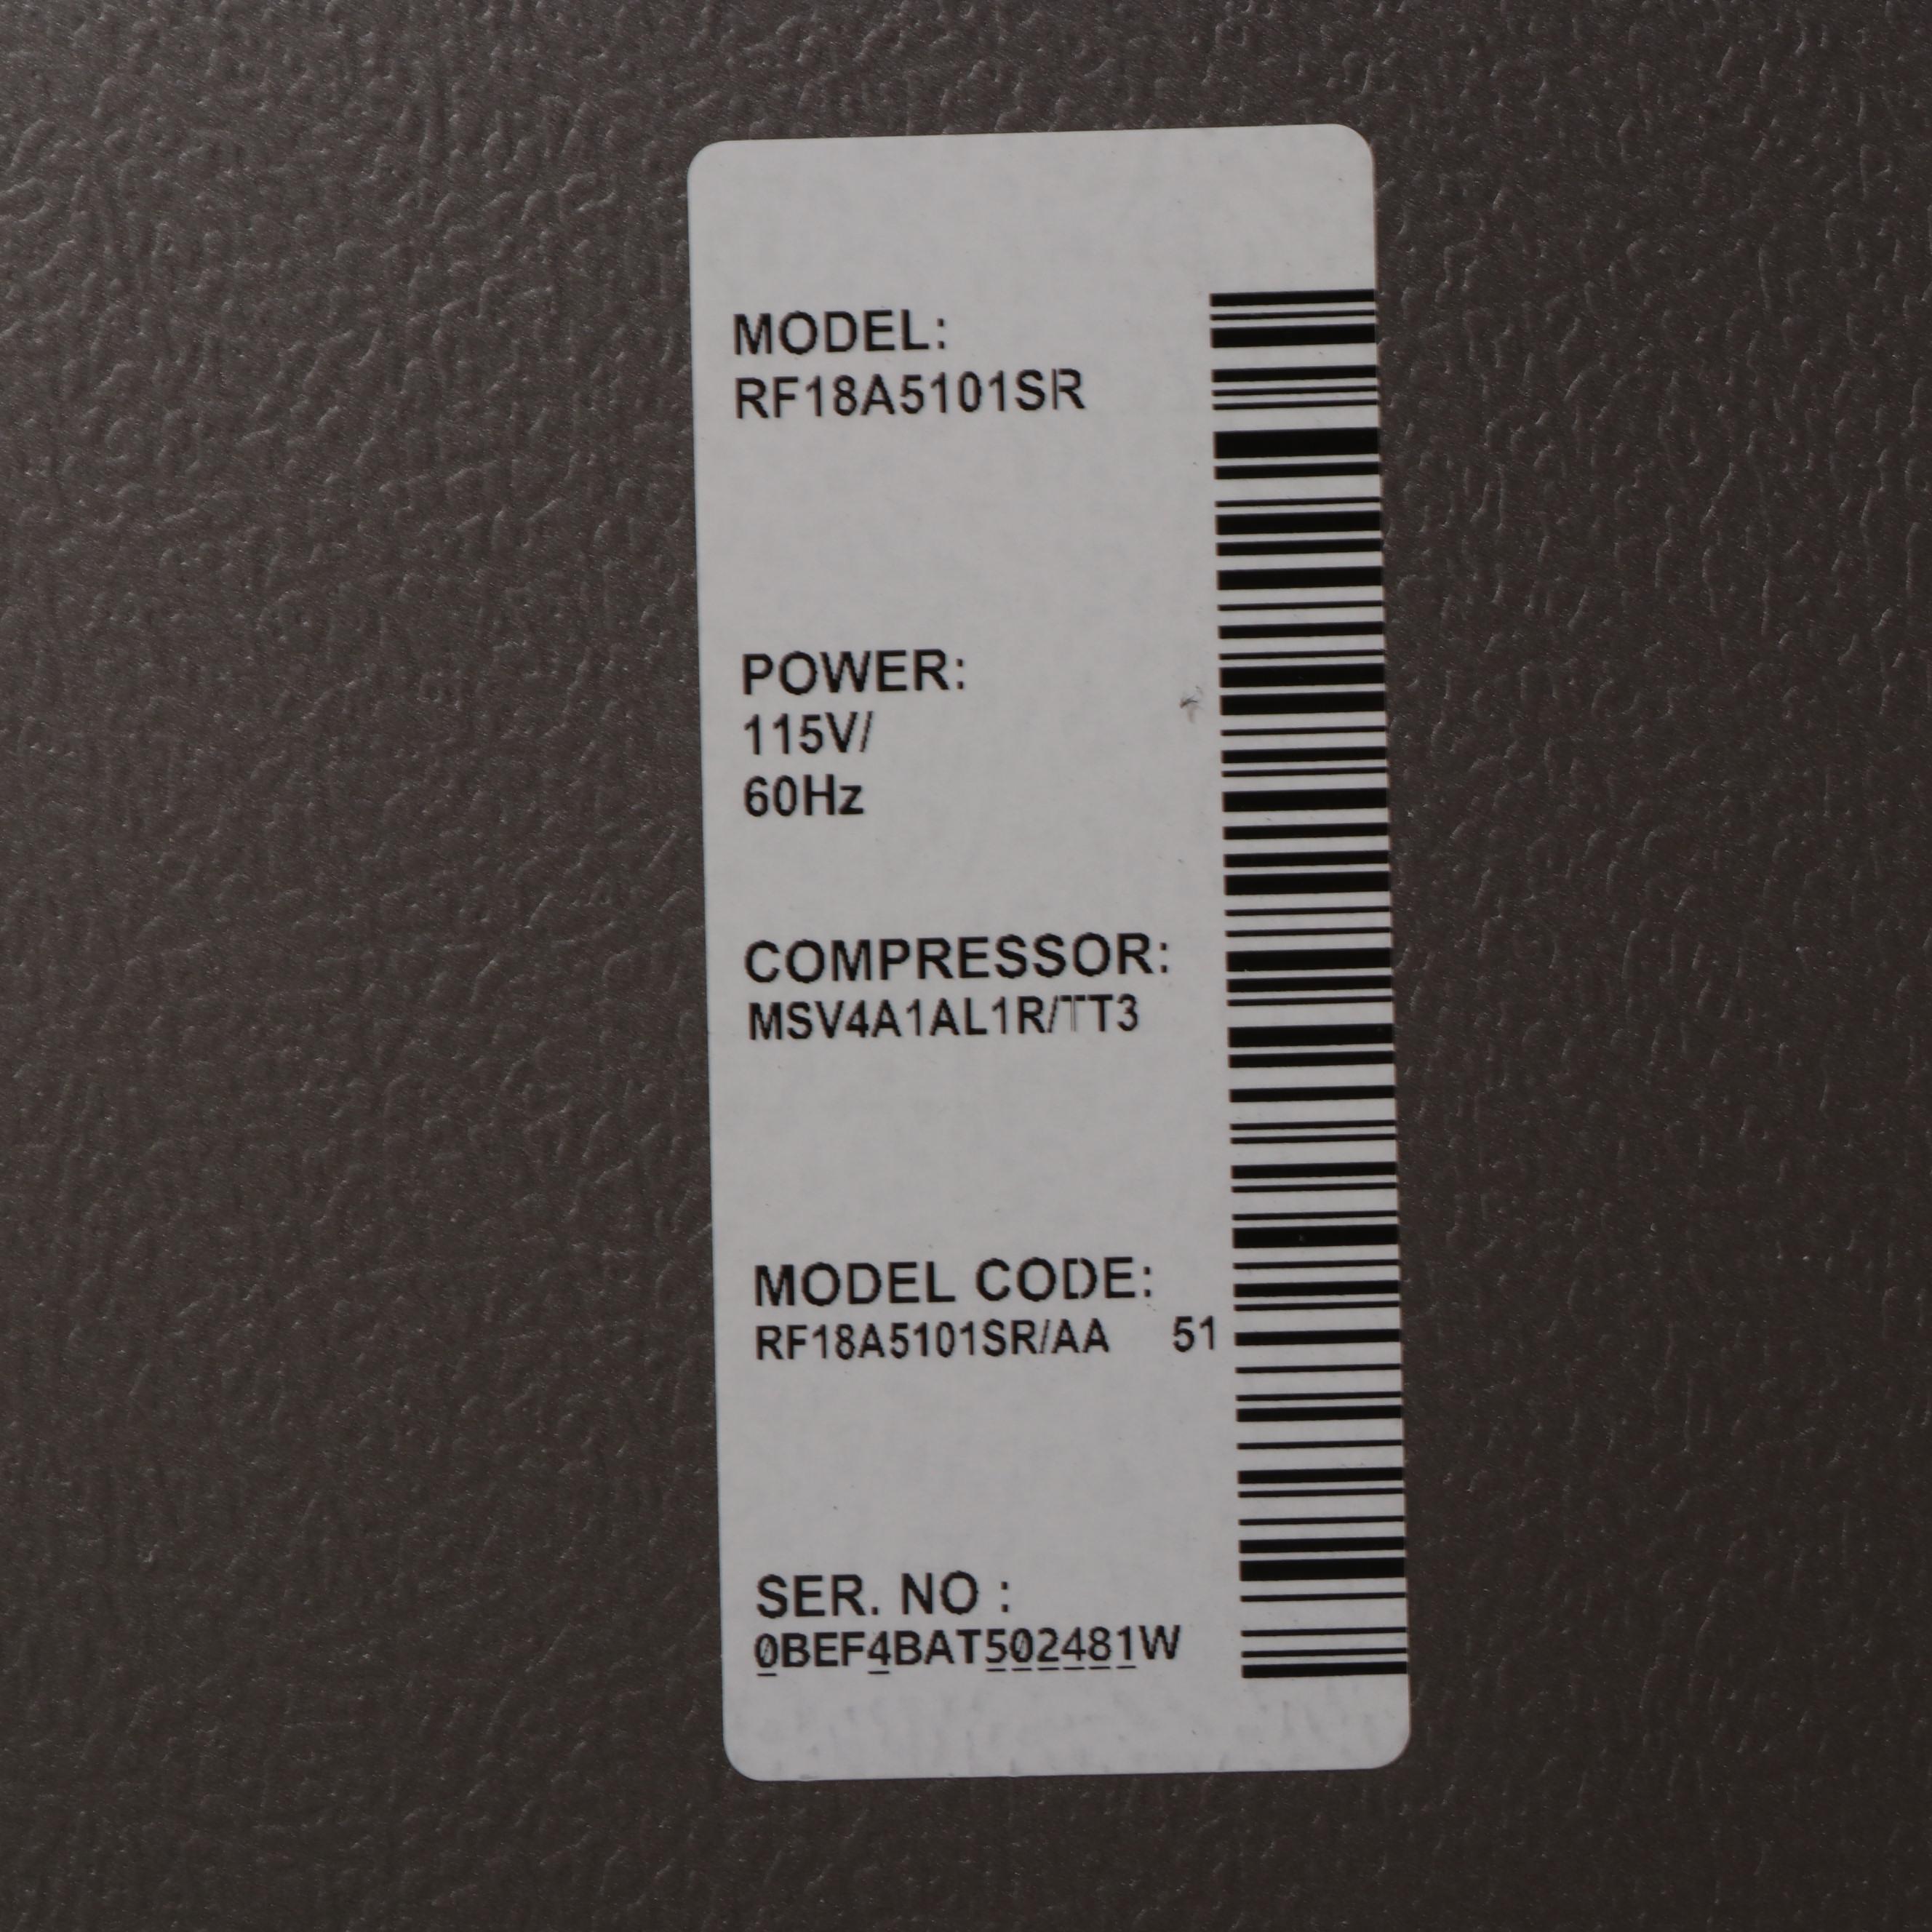 MODEL:
RF18A5101SR
POWER:
115V/
60Hz
COMPRESSOR:
MSV4A1AL1R/TT3
MODEL CODE:
RF18A5101SR/AA 51
SER. NO :
0BEF4BAT502481W